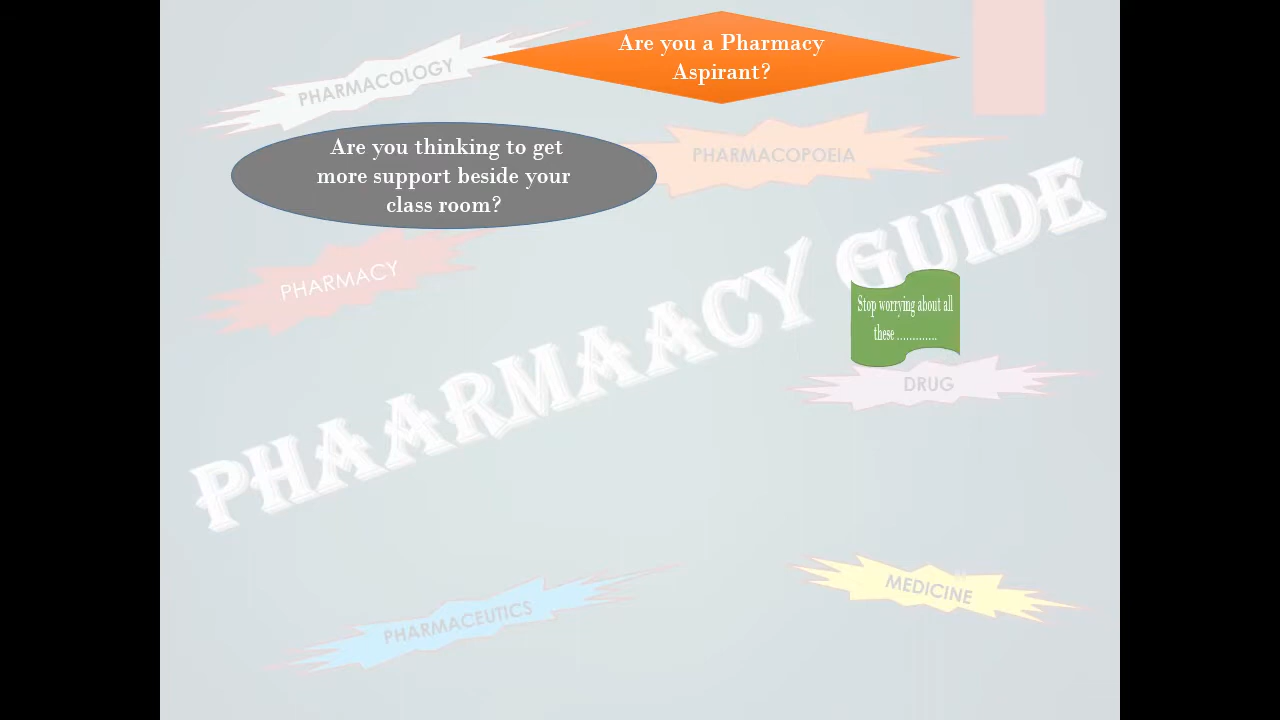 Are you a Pharmacy
Aspirant?
PHARMACOLOGY
Are you thinking to get
more support beside your
class room?
PHARMACOPOEIA
PHARMACY
PHAARMAACY GUIDE
Stop worrying about all
these .............
DRUG
MEDICINE
PHARMACEUTICS